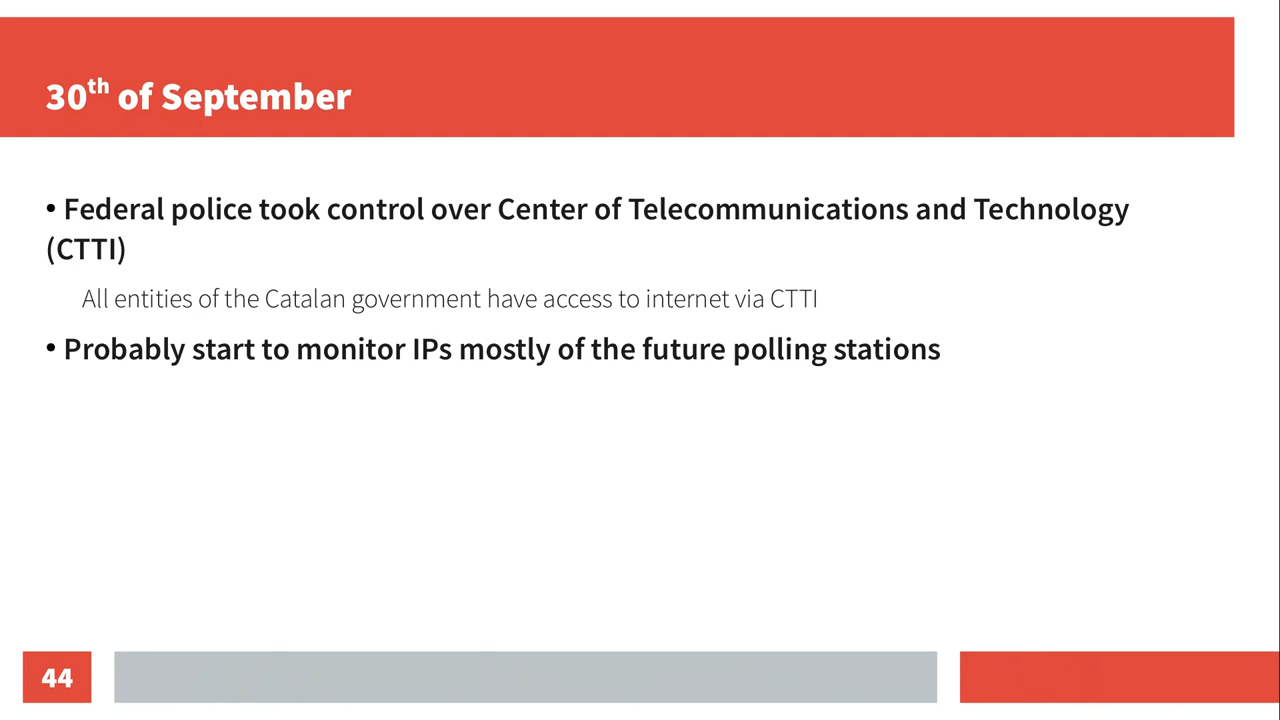 30th of September
• Federal police took control over Center of Telecommunications and Technology
(CTTI)
All entities of the Catalan government have access to internet via CTTI
• Probably start to monitor IPs mostly of the future polling stations
44